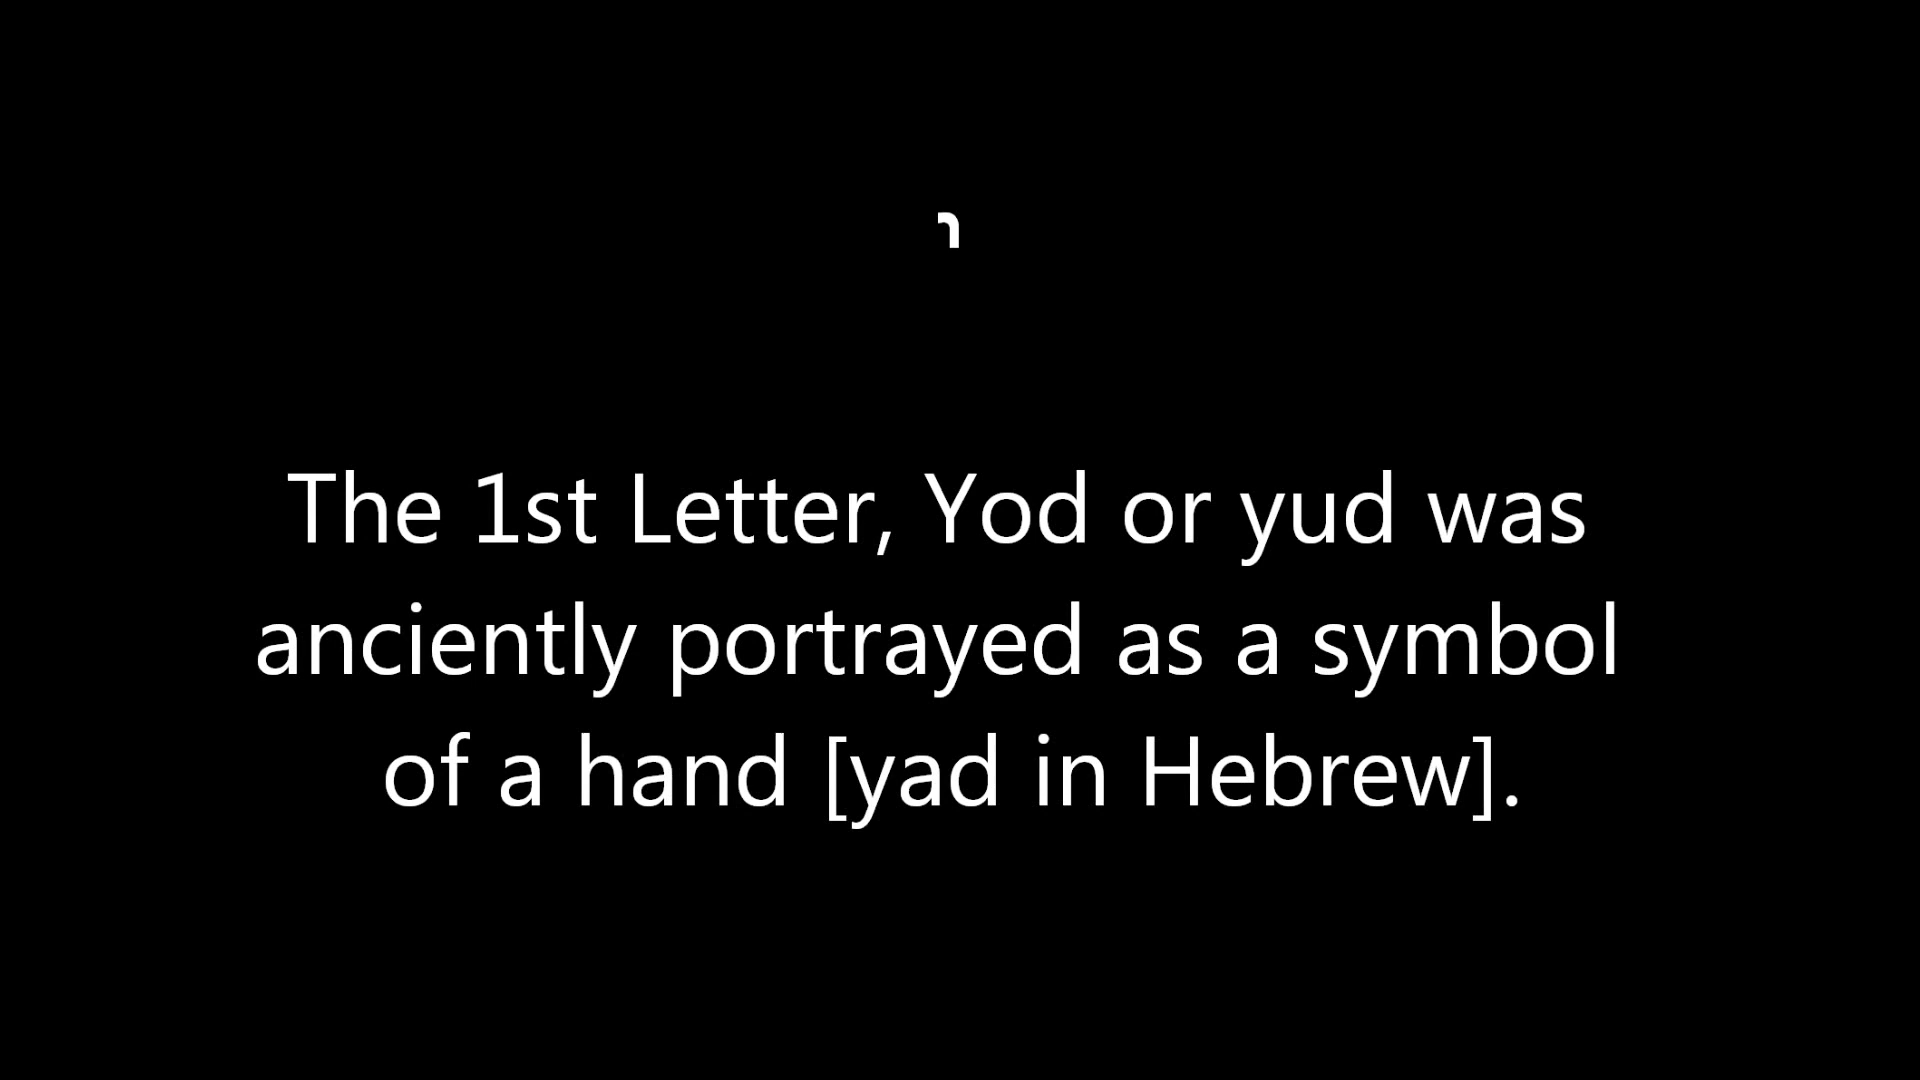 י
The 1st Letter, Yod or yud was
anciently portrayed as a symbol
of a hand [yad in Hebrew].